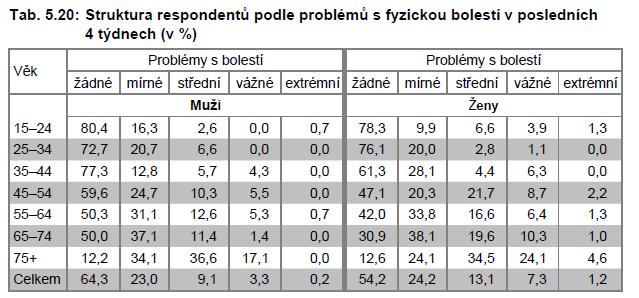 Tab. 5.20: Struktura respondentů podle problémů s fyzickou bolestí v posledních
4 týdnech (v %)
Věk Problémy s bolestí Problémy s bolestí
žádné mírné střední vážné extrémní žádné mírné střední vážné extrémní
Muži Ženy
15–24 80,4 16,3 2,6 0,0 0,7 78,3 9,9 6,6 3,9 1,3
25–34 72,7 20,7 6,6 0,0 0,0 76,1 20,0 2,8 1,1 0,0
35–44 77,3 12,8 5,7 4,3 0,0 61,3 28,1 4,4 6,3 0,0
45–54 59,6 24,7 10,3 5,5 0,0 47,1 20,3 21,7 8,7 2,2
55–64 50,3 31,1 12,6 5,3 0,7 42,0 33,8 16,6 6,4 1,3
65–74 50,0 37,1 11,4 1,4 0,0 30,9 38,1 19,6 10,3 1,0
75+ 12,2 34,1 36,6 17,1 0,0 12,6 24,1 34,5 24,1 4,6
Celkem 64,3 23,0 9,1 3,3 0,2 54,2 24,2 13,1 7,3 1,2